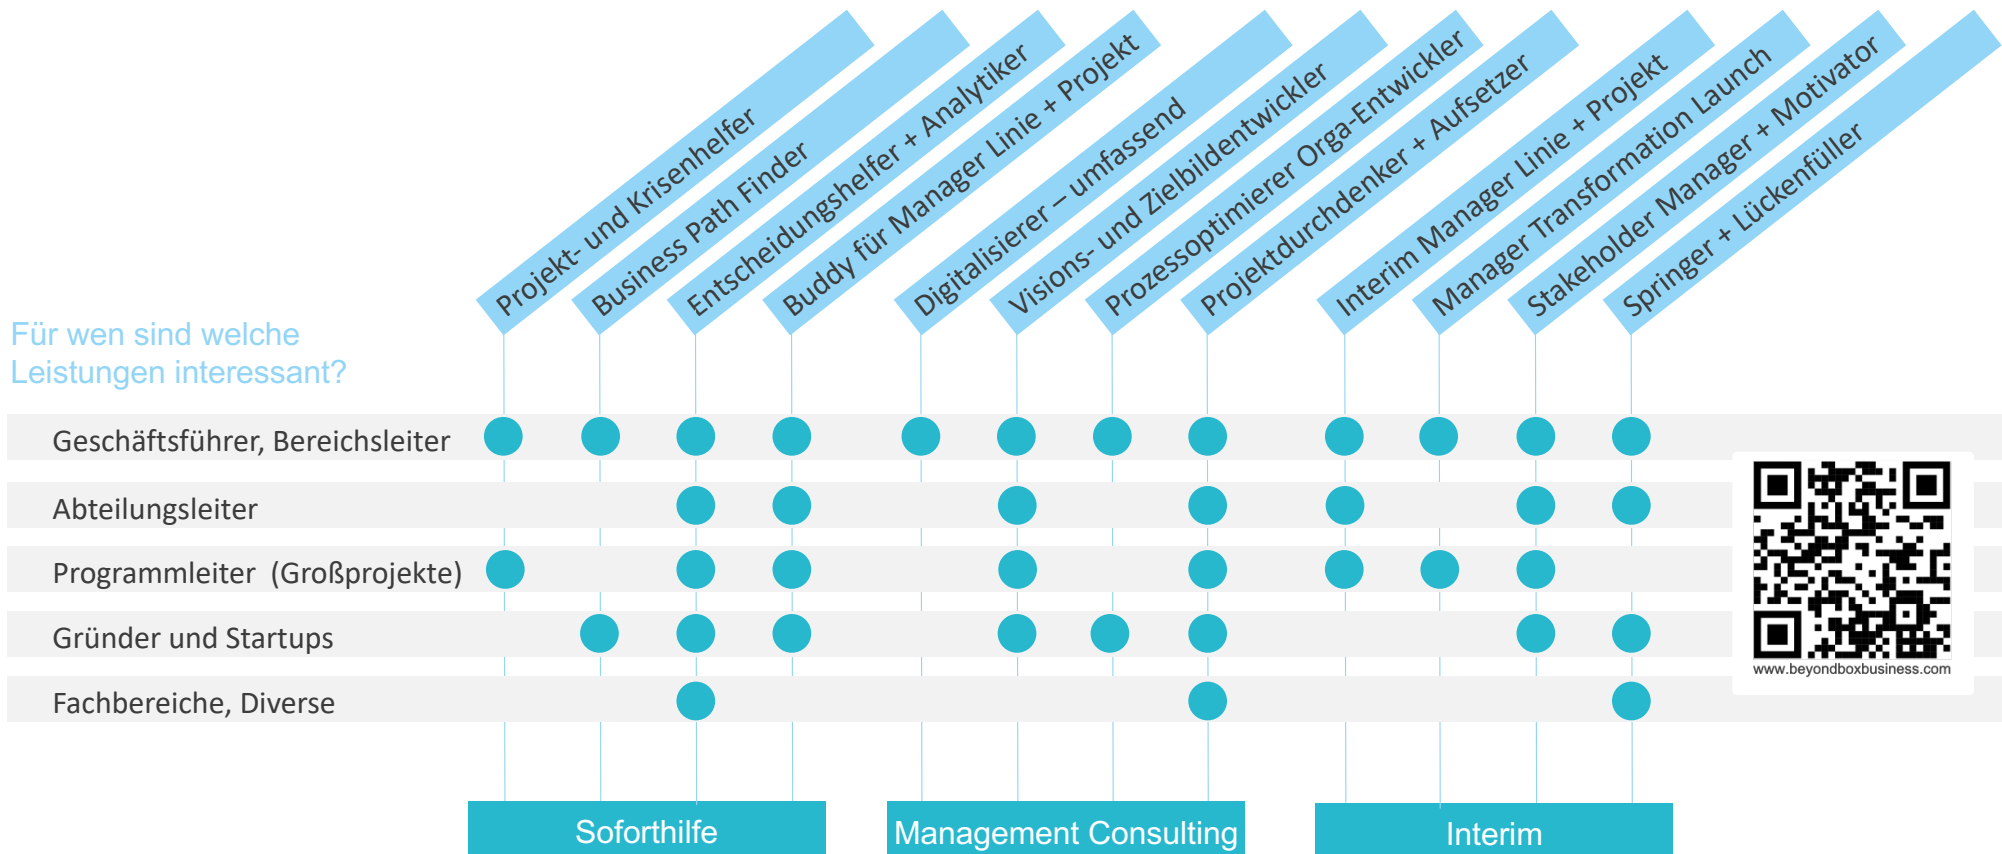 Projekt- und Krisenhelfer
Business Path Finder
Entscheidungshelfer + Analytiker
Buddy für Manager Linie + Projekt
Digitalisierer – umfassend
Visions- und Zielbildentwickler
Prozessoptimierer Orga-Entwickler
Projektdurchdenker + Aufsetzer
Interim Manager Linie + Projekt
Manager Transformation Launch
Stakeholder Manager + Motivator
Springer + Lückenfüller
Für wen sind welche
Leistungen interessant?
Geschäftsführer, Bereichsleiter
Abteilungsleiter
Programmleiter (Großprojekte)
Gründer und Startups
Fachbereiche, Diverse
www.beyondboxbusiness.com
Soforthilfe
Management Consulting
Interim